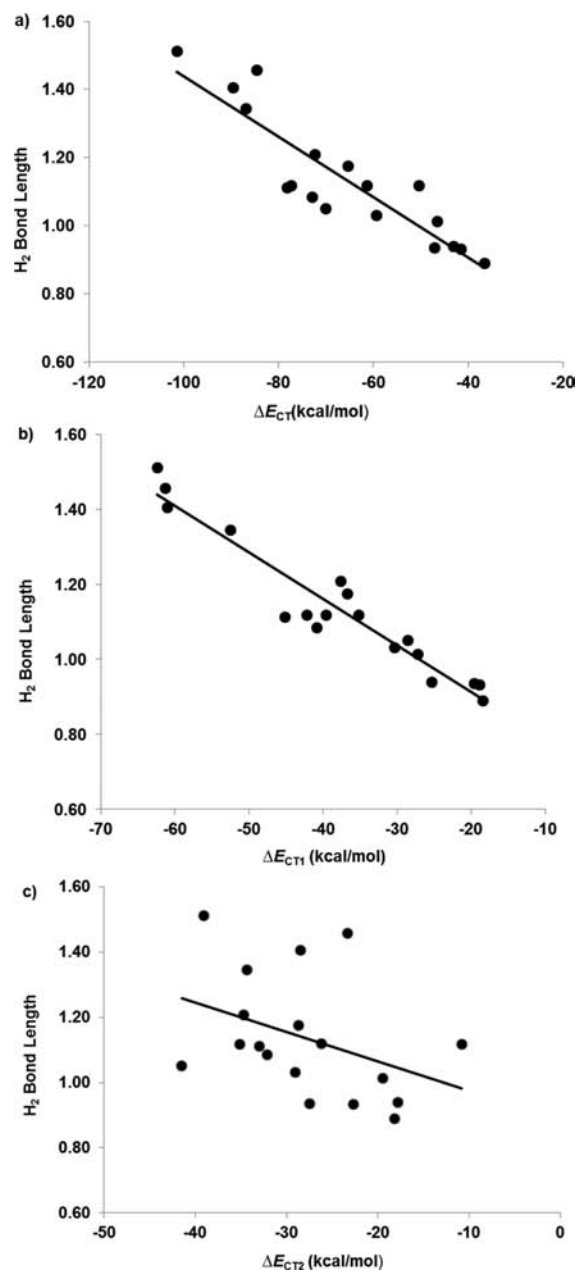 a)
1.60
1.40
1.20
1.00
0.80
0.60
H₂ Bond Length
-120 -100 -80 -60 -40 -20
ΔE_CT(kcal/mol)
b)
1.60
1.40
1.20
1.00
0.80
0.60
H₂ Bond Length
-70 -60 -50 -40 -30 -20 -10
ΔE_CT1 (kcal/mol)
c)
1.60
1.40
1.20
1.00
0.80
0.60
H₂ Bond Length
-50 -40 -30 -20 -10 0
ΔE_CT2 (kcal/mol)